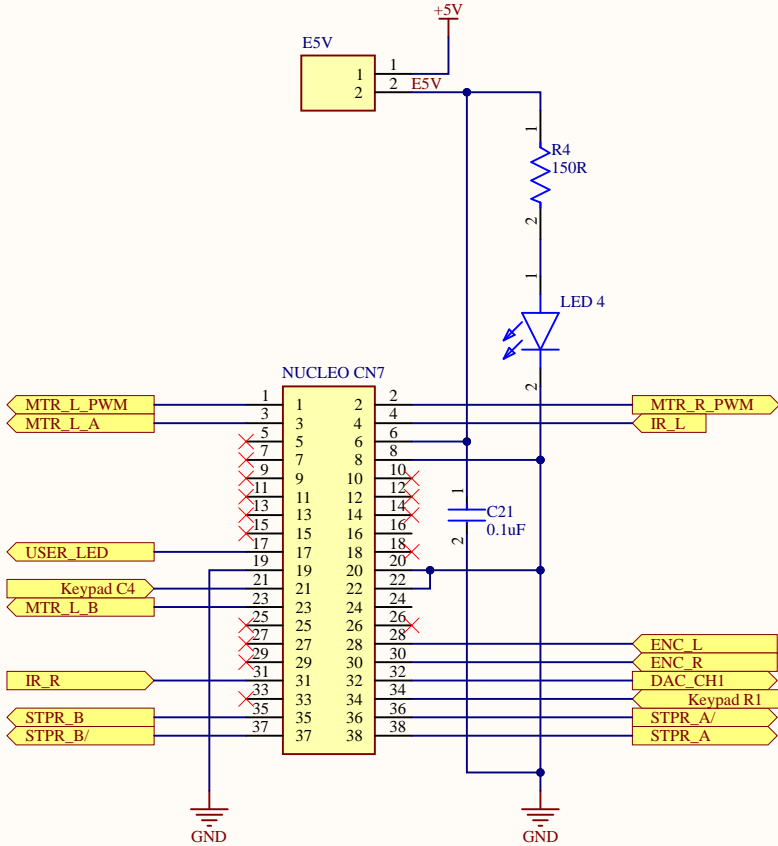 +5V
E5V
1 1
2 2 E5V
1
R4
150R
2
1
LED 4
2
NUCLEO CN7
MTR_L_PWM 1 1 2 2 MTR_R_PWM
MTR_L_A 3 3 4 4 IR_L
5 5 6 6
7 7 8 8
9 9 10 10
11 11 12 12
13 13 14 14
15 15 16 16
1
C21
0.1uF
2
USER_LED 17 17 18 18
19 19 20 20
Keypad C4 21 21 22 22
MTR_L_B 23 23 24 24
25 25 26 26
27 27 28 28 ENC_L
29 29 30 30 ENC_R
IR_R 31 31 32 32 DAC_CH1
33 33 34 34 Keypad R1
STPR_B 35 35 36 36 STPR_A/
STPR_B/ 37 37 38 38 STPR_A
GND
GND